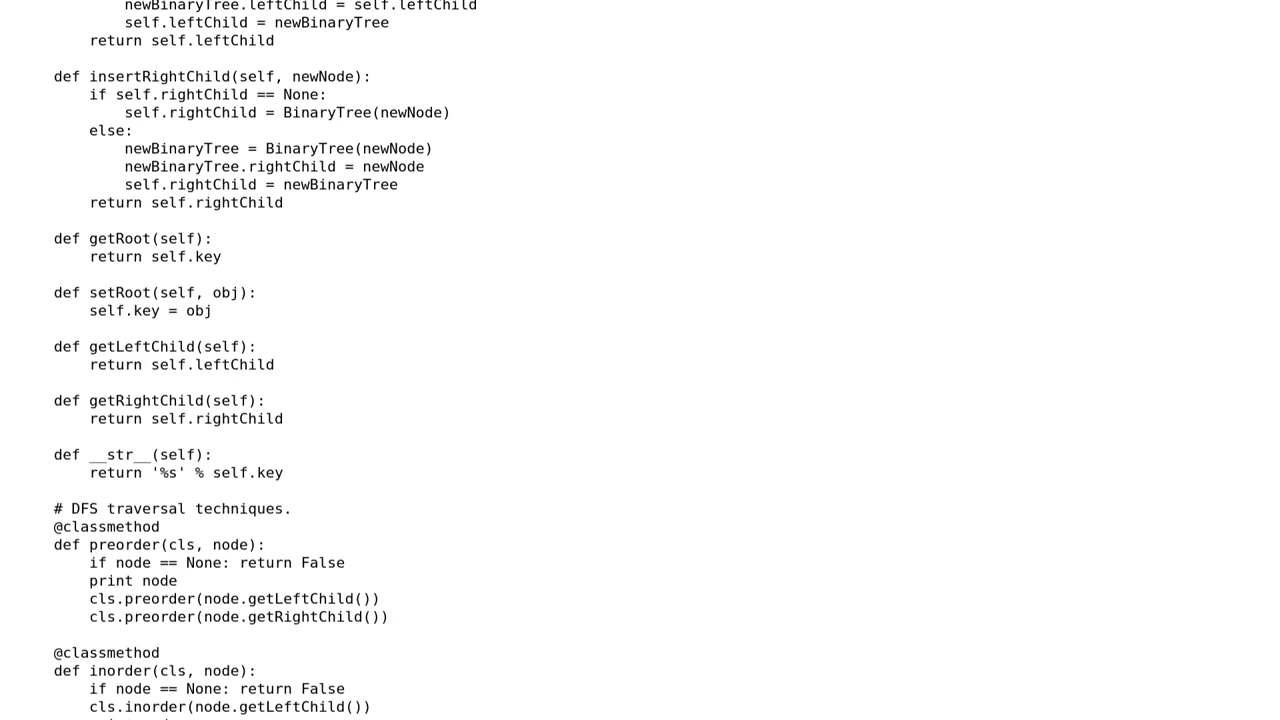 newBinaryTree.leftChild = self.leftChild
self.leftChild = newBinaryTree
return self.leftChild
def insertRightChild(self, newNode):
if self.rightChild == None:
self.rightChild = BinaryTree(newNode)
else:
newBinaryTree = BinaryTree(newNode)
newBinaryTree.rightChild = newNode
self.rightChild = newBinaryTree
return self.rightChild
def getRoot(self):
return self.key
def setRoot(self, obj):
self.key = obj
def getLeftChild(self):
return self.leftChild
def getRightChild(self):
return self.rightChild
def __str__(self):
return '%s' % self.key
# DFS traversal techniques.
@classmethod
def preorder(cls, node):
if node == None: return False
print node
cls.preorder(node.getLeftChild())
cls.preorder(node.getRightChild())
@classmethod
def inorder(cls, node):
if node == None: return False
cls.inorder(node.getLeftChild())